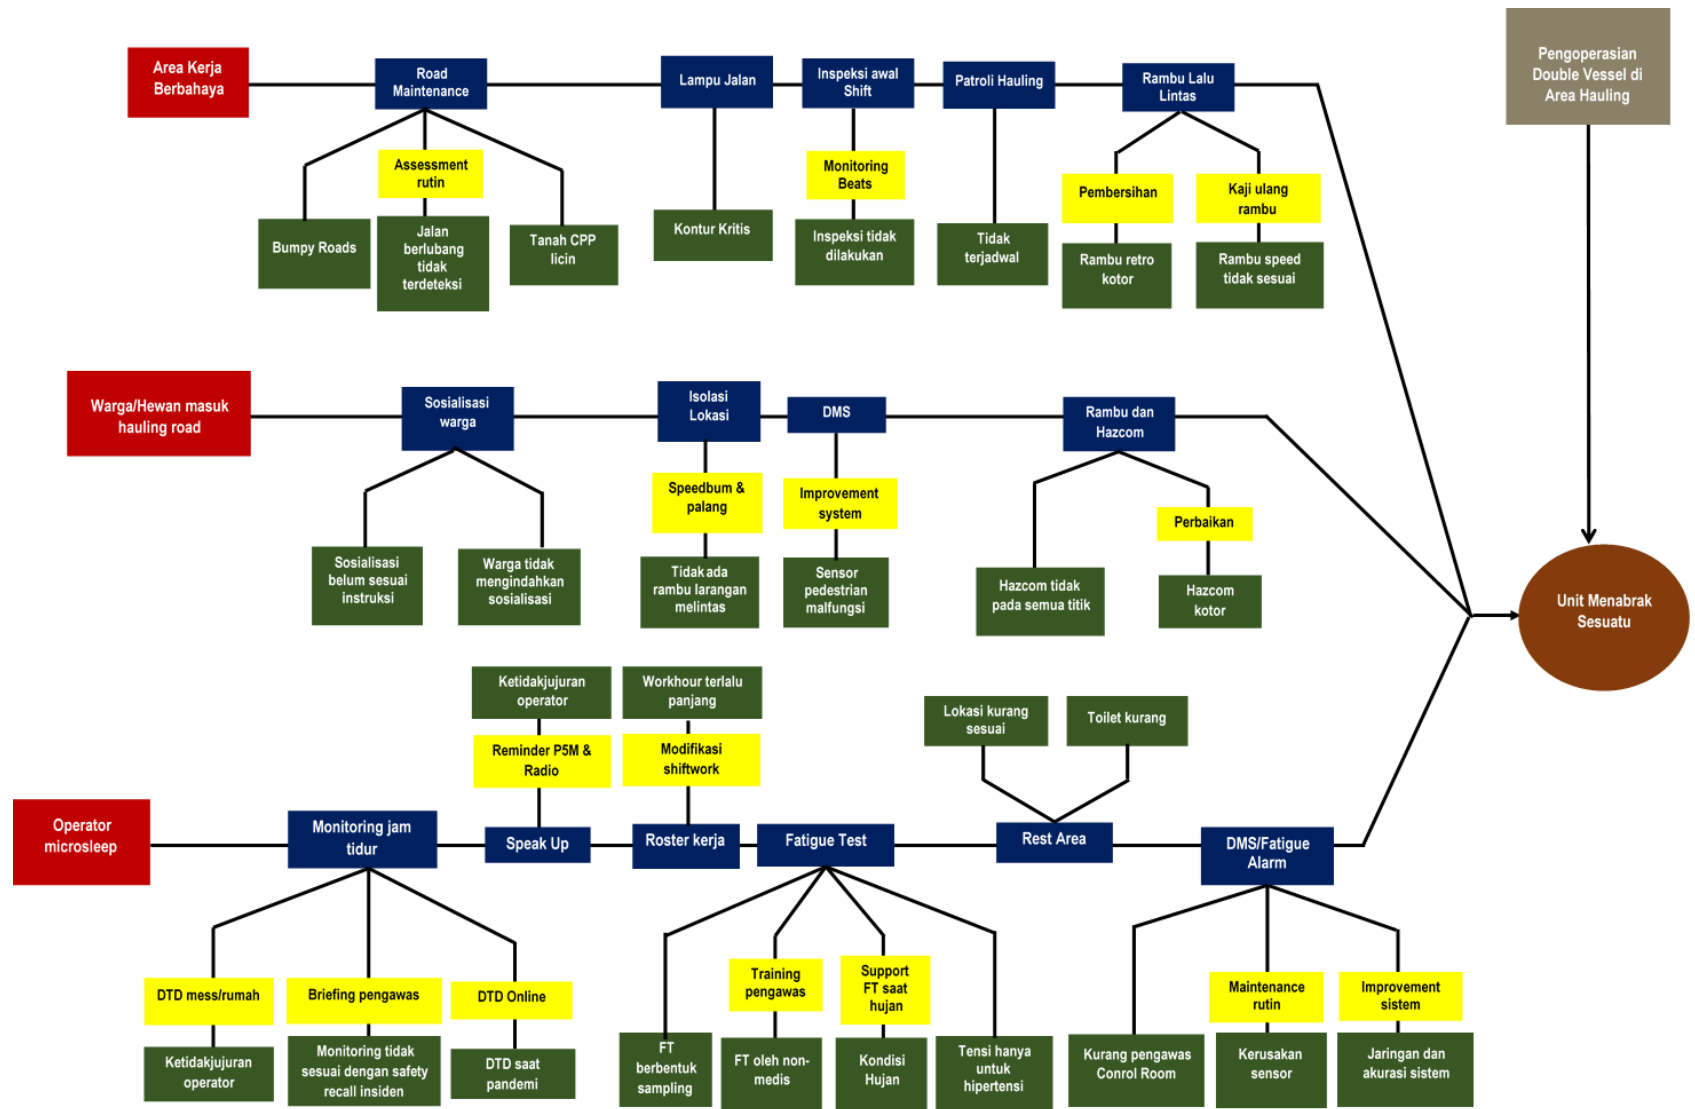 Pengoperasian
Double Vessel di
Area Hauling
Area Kerja
Berbahaya
Road
Maintenance
Lampu Jalan
Inspeksi awal
Shift
Patroli Hauling
Rambu Lalu
Lintas
Assessment
rutin
Monitoring
Beats
Pembersihan
Kaji ulang
rambu
Bumpy Roads
Jalan
berlubang
tidak
terdeteksi
Tanah CPP
licin
Kontur Kritis
Inspeksi tidak
dilakukan
Tidak
terjadwal
Rambu retro
kotor
Rambu speed
tidak sesuai
Warga/Hewan masuk
hauling road
Sosialisasi
warga
Isolasi
Lokasi
DMS
Rambu dan
Hazcom
Speedbum &
palang
Improvement
system
Perbaikan
Sosialisasi
belum sesuai
instruksi
Warga tidak
mengindahkan
sosialisasi
Tidak ada
rambu larangan
melintas
Sensor
pedestrian
malfungsi
Hazcom tidak
pada semua titik
Hazcom
kotor
Unit Menabrak
Sesuatu
Ketidakjujuran
operator
Workhour terlalu
panjang
Lokasi kurang
sesuai
Toilet kurang
Reminder P5M &
Radio
Modifikasi
shiftwork
Operator
microsleep
Monitoring jam
tidur
Speak Up
Roster kerja
Fatigue Test
Rest Area
DMS/Fatigue
Alarm
DTD mess/rumah
Briefing pengawas
DTD Online
Training
pengawas
Support
FT saat
hujan
Maintenance
rutin
Improvement
sistem
Ketidakjujuran
operator
Monitoring tidak
sesuai dengan safety
recall insiden
DTD saat
pandemi
FT
berbentuk
sampling
FT oleh non-
medis
Kondisi
Hujan
Tensi hanya
untuk
hipertensi
Kurang pengawas
Conrol Room
Kerusakan
sensor
Jaringan dan
akurasi sistem